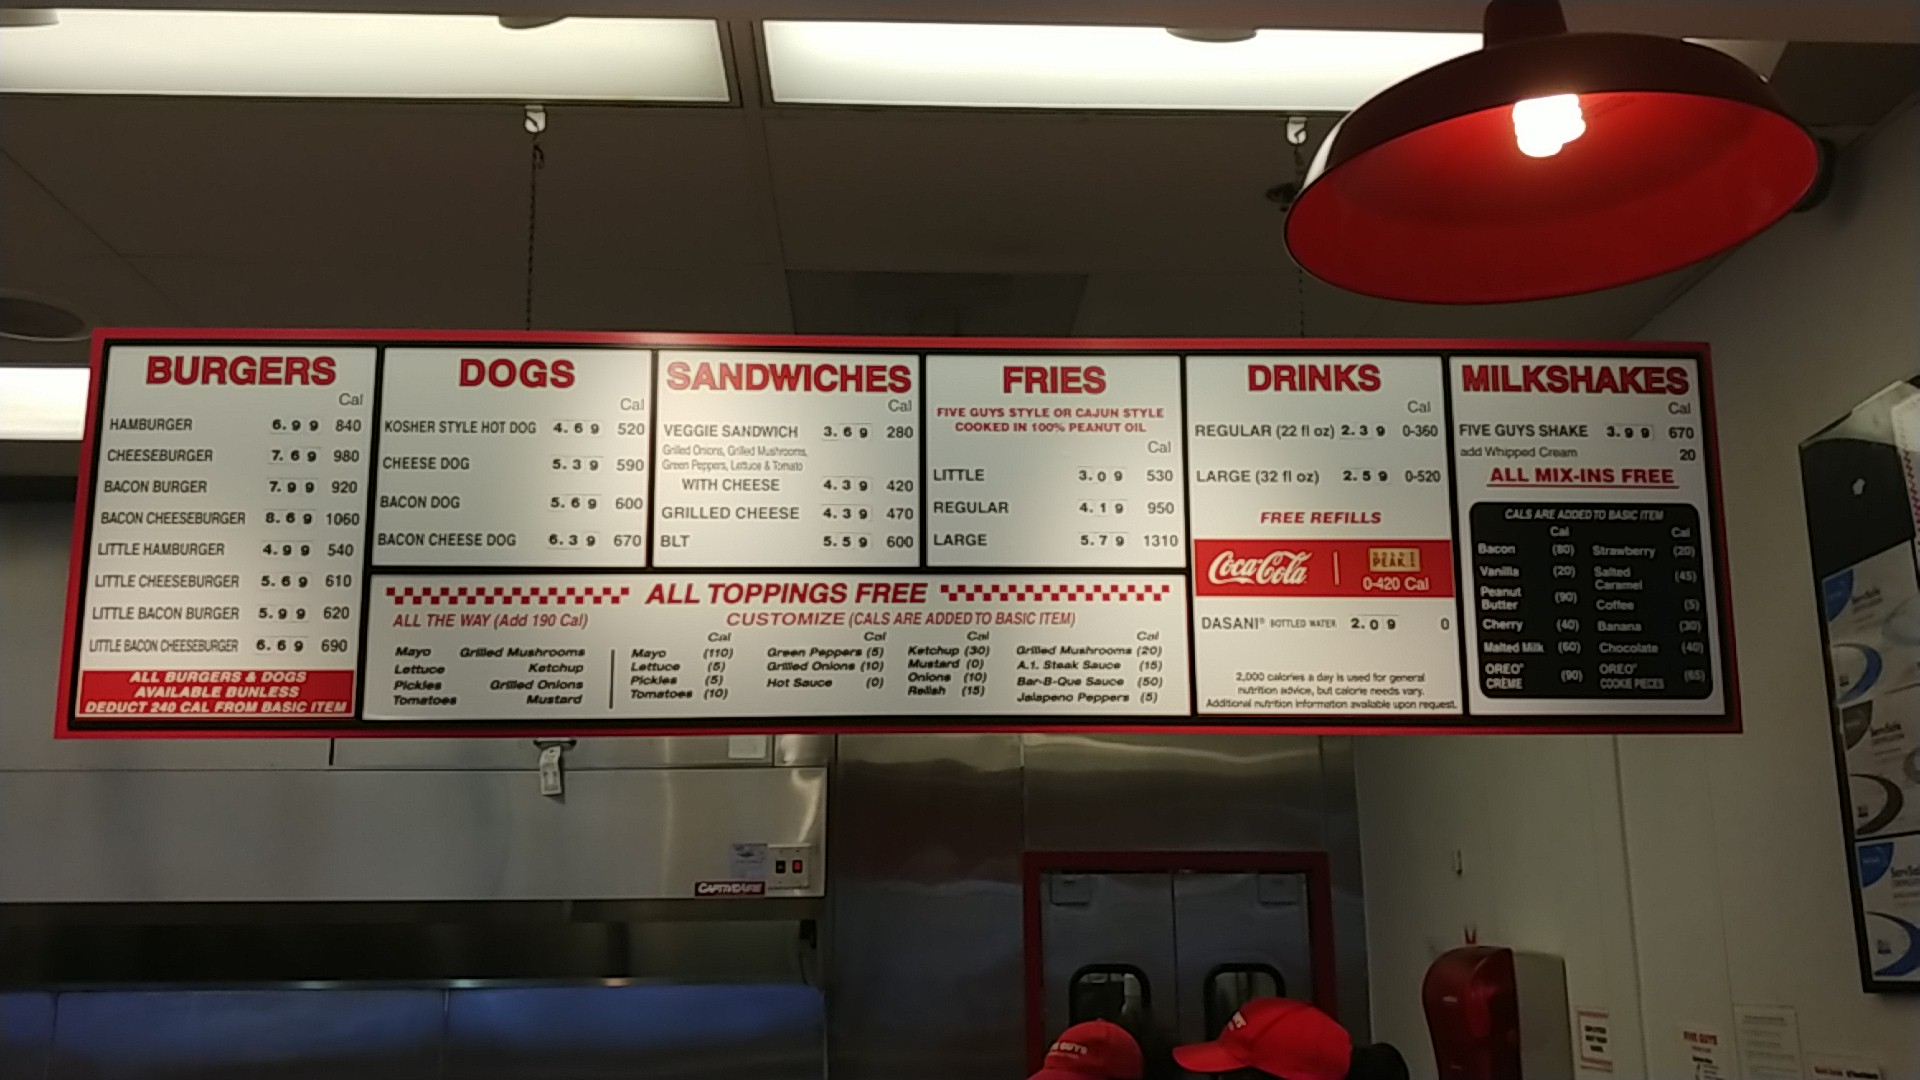 BURGERS
Cal
HAMBURGER 6.99 840
CHEESEBURGER 7.69 980
BACON BURGER 7.99 920
BACON CHEESEBURGER 8.69 1060
LITTLE HAMBURGER 4.99 540
LITTLE CHEESEBURGER 5.69 610
LITTLE BACON BURGER 5.99 620
LITTLE BACON CHEESEBURGER 6.69 690
ALL BURGERS & DOGS
AVAILABLE BUNLESS
DEDUCT 240 CAL FROM BASIC ITEM
DOGS
Cal
KOSHER STYLE HOT DOG 4.69 520
CHEESE DOG 5.39 590
BACON DOG 5.69 600
BACON CHEESE DOG 6.39 670
SANDWICHES
Cal
VEGGIE SANDWICH 3.69 280
Grilled Onions, Grilled Mushrooms,
Green Peppers, Lettuce & Tomato
WITH CHEESE 4.39 420
GRILLED CHEESE 4.39 470
BLT 5.59 600
FRIES
FIVE GUYS STYLE OR CAJUN STYLE
COOKED IN 100% PEANUT OIL
Cal
LITTLE 3.09 530
REGULAR 4.19 950
LARGE 5.79 1310
ALL TOPPINGS FREE
ALL THE WAY (Add 190 Cal)
Mayo Grilled Mushrooms
Lettuce Ketchup
Pickles Grilled Onions
Tomatoes Mustard
CUSTOMIZE (CALS ARE ADDED TO BASIC ITEM)
Cal Cal Cal Cal
Mayo (110) Green Peppers (5) Ketchup (30) Grilled Mushrooms (20)
Lettuce (5) Grilled Onions (10) Mustard (0) A.1. Steak Sauce (15)
Pickles (5) Hot Sauce (0) Onions (10) Bar-B-Que Sauce (50)
Tomatoes (10) Relish (15) Jalapeno Peppers (5)
DRINKS
Cal
REGULAR (22 fl oz) 2.39 0-360
LARGE (32 fl oz) 2.59 0-520
FREE REFILLS
Coca-Cola
GOLD PEAK
0-420 Cal
DASANI® BOTTLED WATER 2.09 0
2,000 calories a day is used for general
nutrition advice, but calorie needs vary.
Additional nutrition information available upon request.
MILKSHAKES
Cal
FIVE GUYS SHAKE 3.99 670
add Whipped Cream 20
ALL MIX-INS FREE
CALS ARE ADDED TO BASIC ITEM
Cal Cal
Bacon (80) Strawberry (20)
Vanilla (20) Salted Caramel (45)
Peanut Butter (90) Coffee (5)
Cherry (40) Banana (30)
Malted Milk (60) Chocolate (40)
OREO® CRÈME (90) OREO® COOKIE PIECES (65)
CAPTIVEAIRE
GUYS
FIVE GUYS
ServSafe